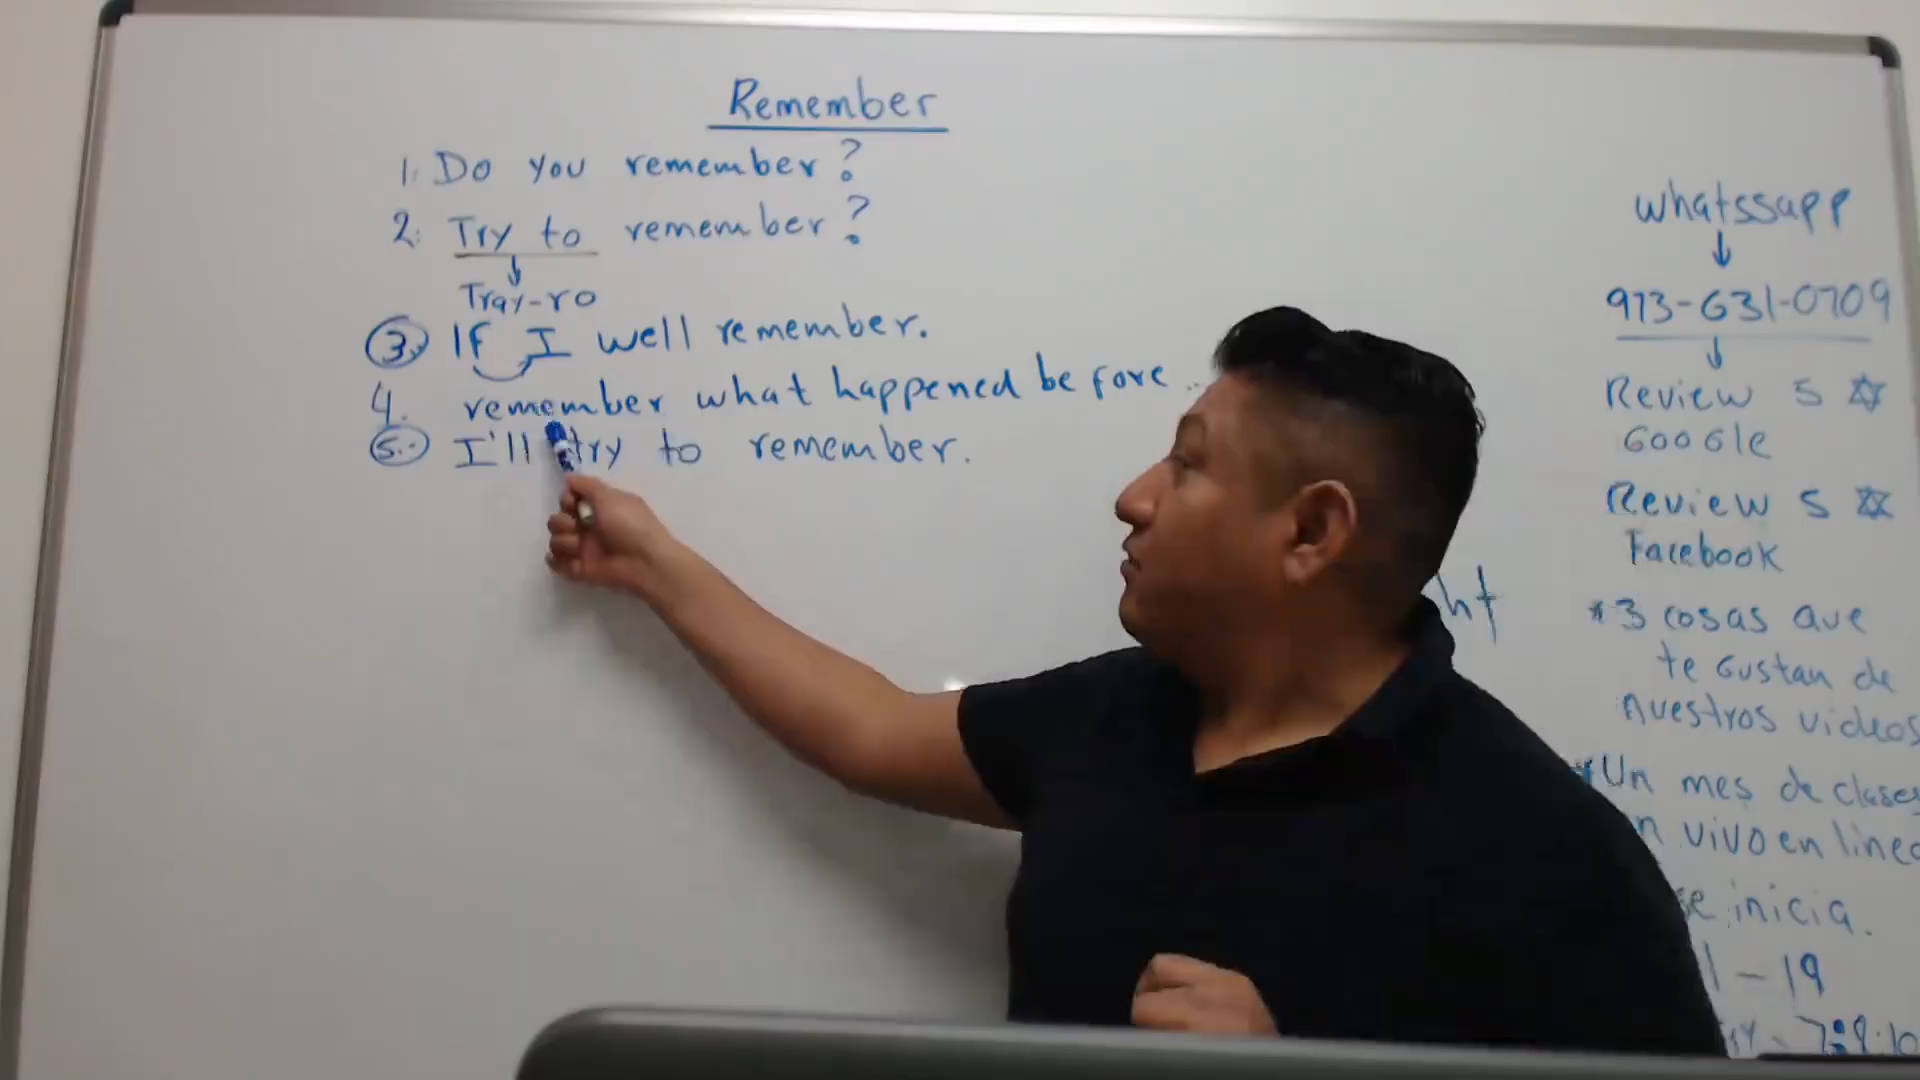 Remember
1. Do you remember?
2. Try to remember?
Tray-ro
3. If I well remember.
4. remember what happened before ..
5. I'll try to remember.
whatssapp
973-631-0709
Review 5
Google
Review 5
Facebook
*3 cosas que
te Gustan de
nuestros videos
*Un mes de clases
n vivo en linea
se inicia.
- 19